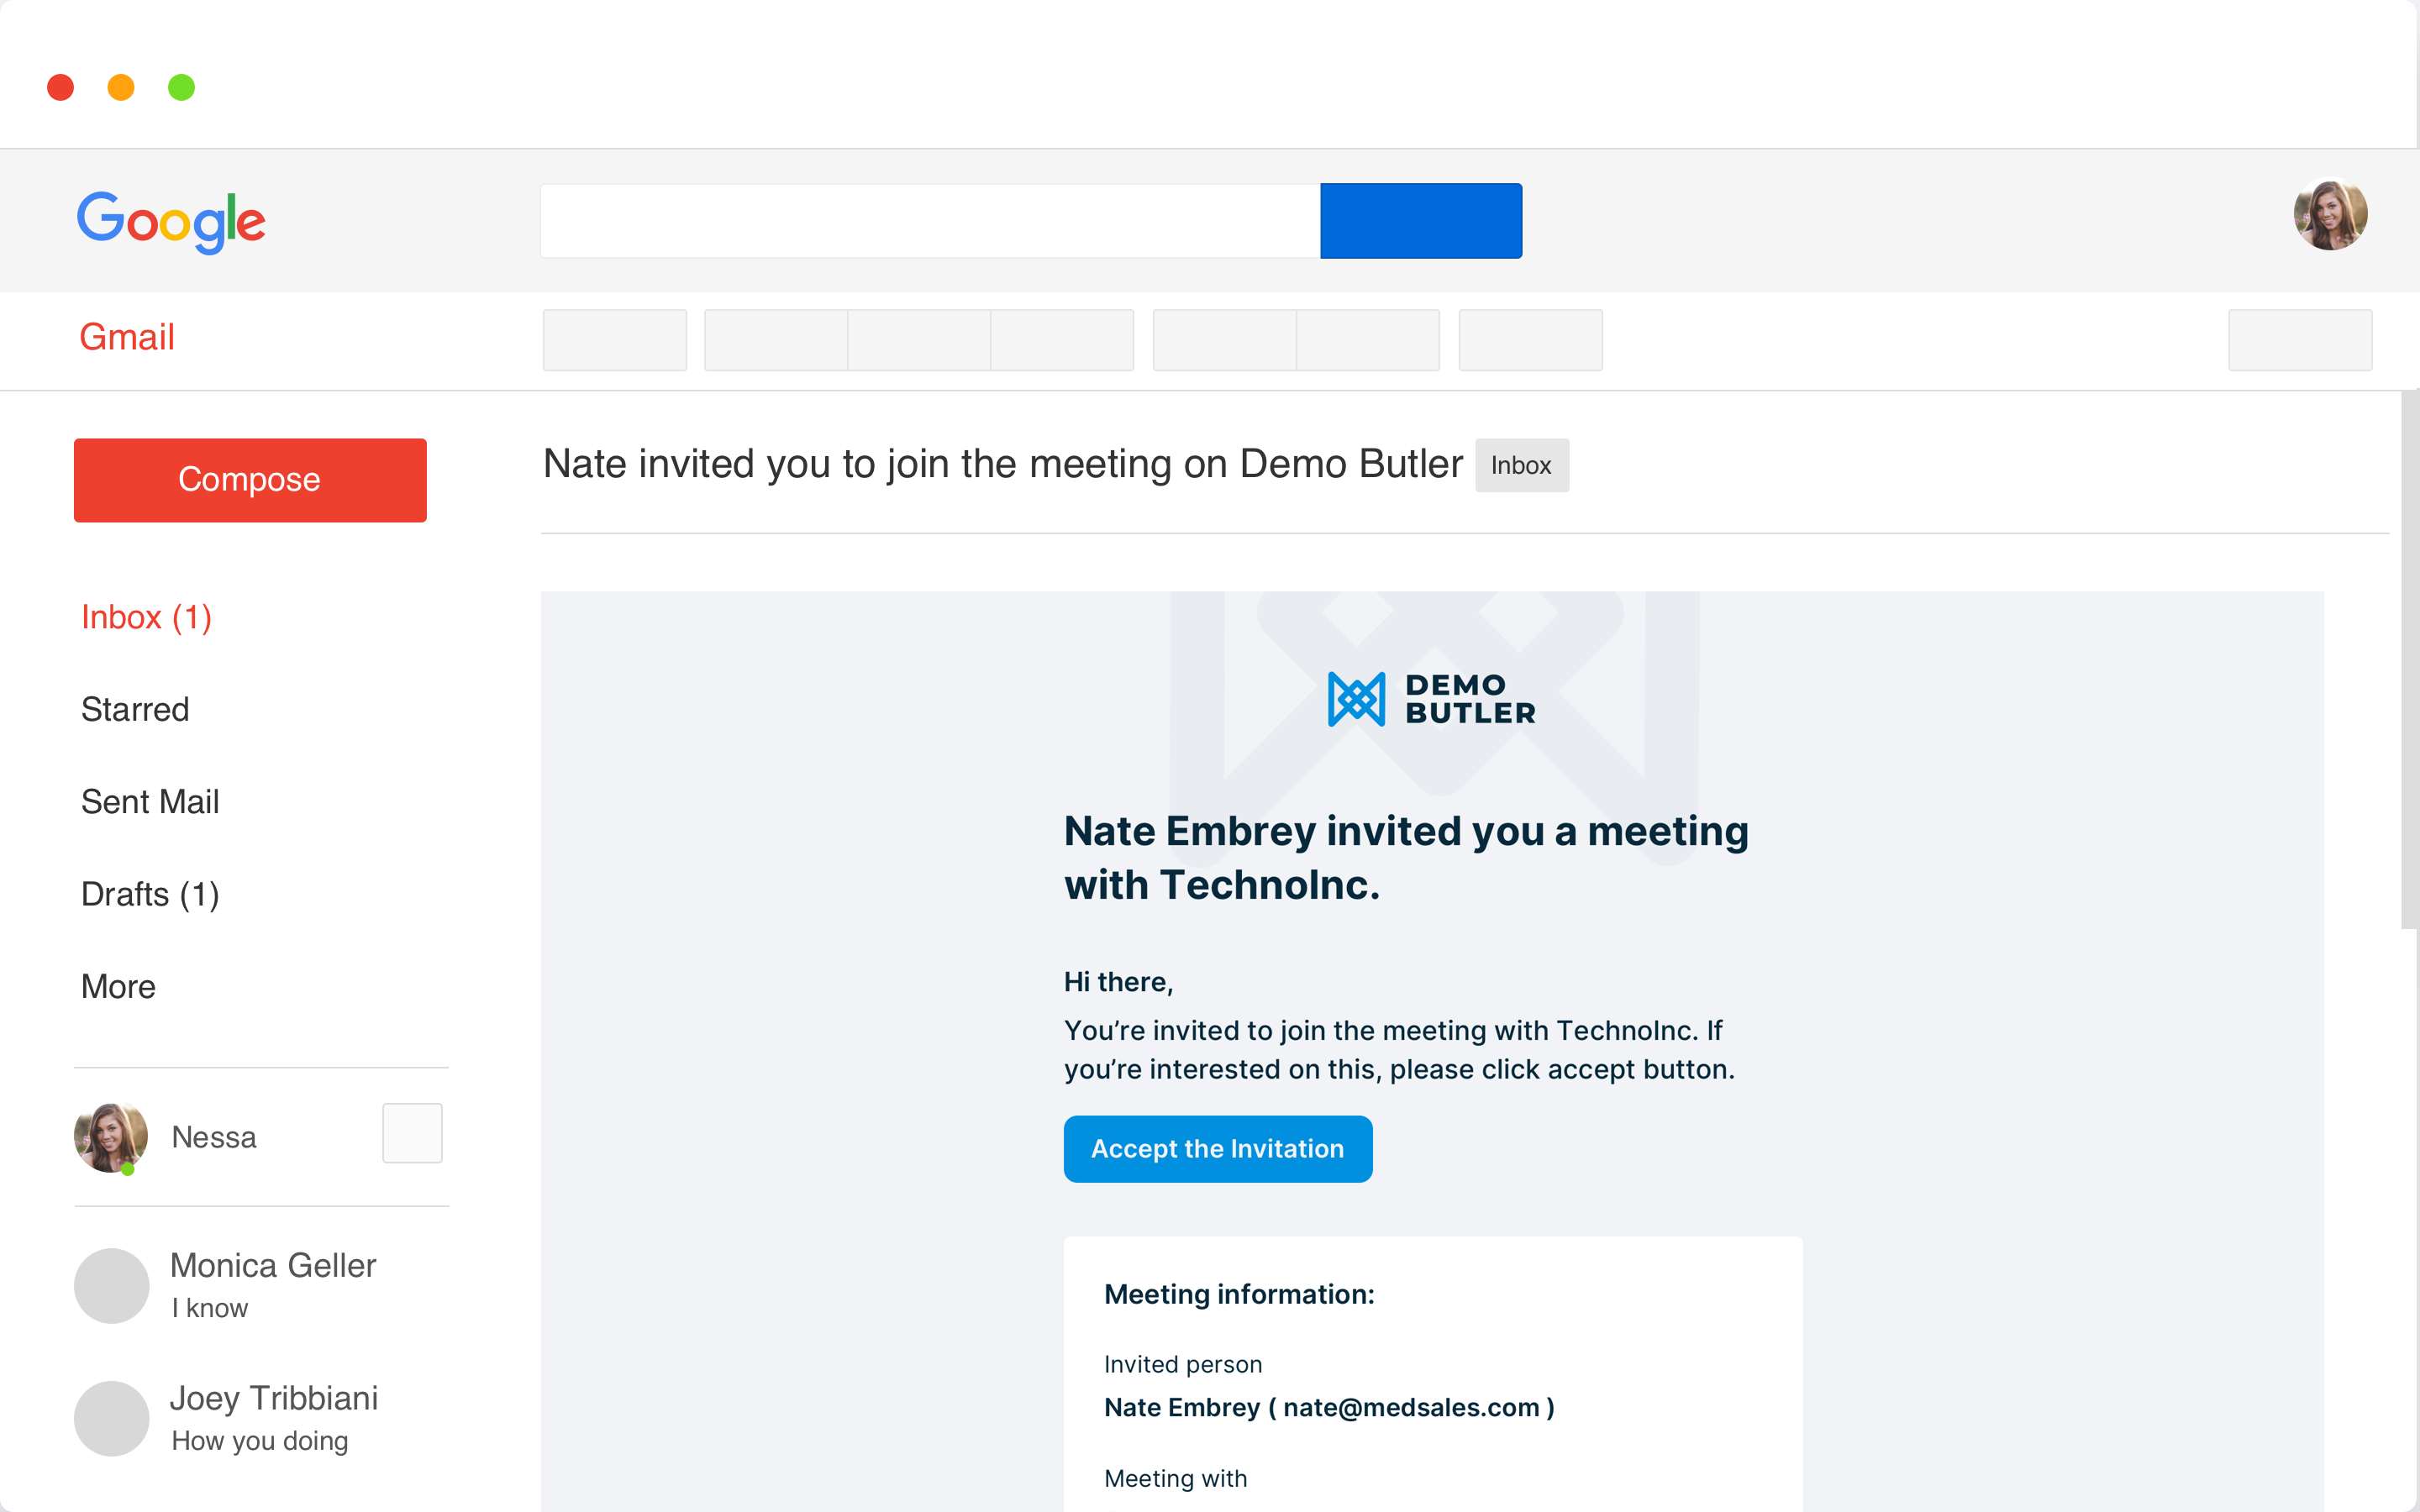 Google
Gmail
Compose
Inbox (1)
Starred
Sent Mail
Drafts (1)
More
Nessa
Monica Geller
I know
Joey Tribbiani
How you doing
Nate invited you to join the meeting on Demo Butler Inbox
DEMO
BUTLER
Nate Embrey invited you a meeting
with TechnoInc.
Hi there,
You’re invited to join the meeting with TechnoInc. If
you’re interested on this, please click accept button.
Accept the Invitation
Meeting information:
Invited person
Nate Embrey ( nate@medsales.com )
Meeting with